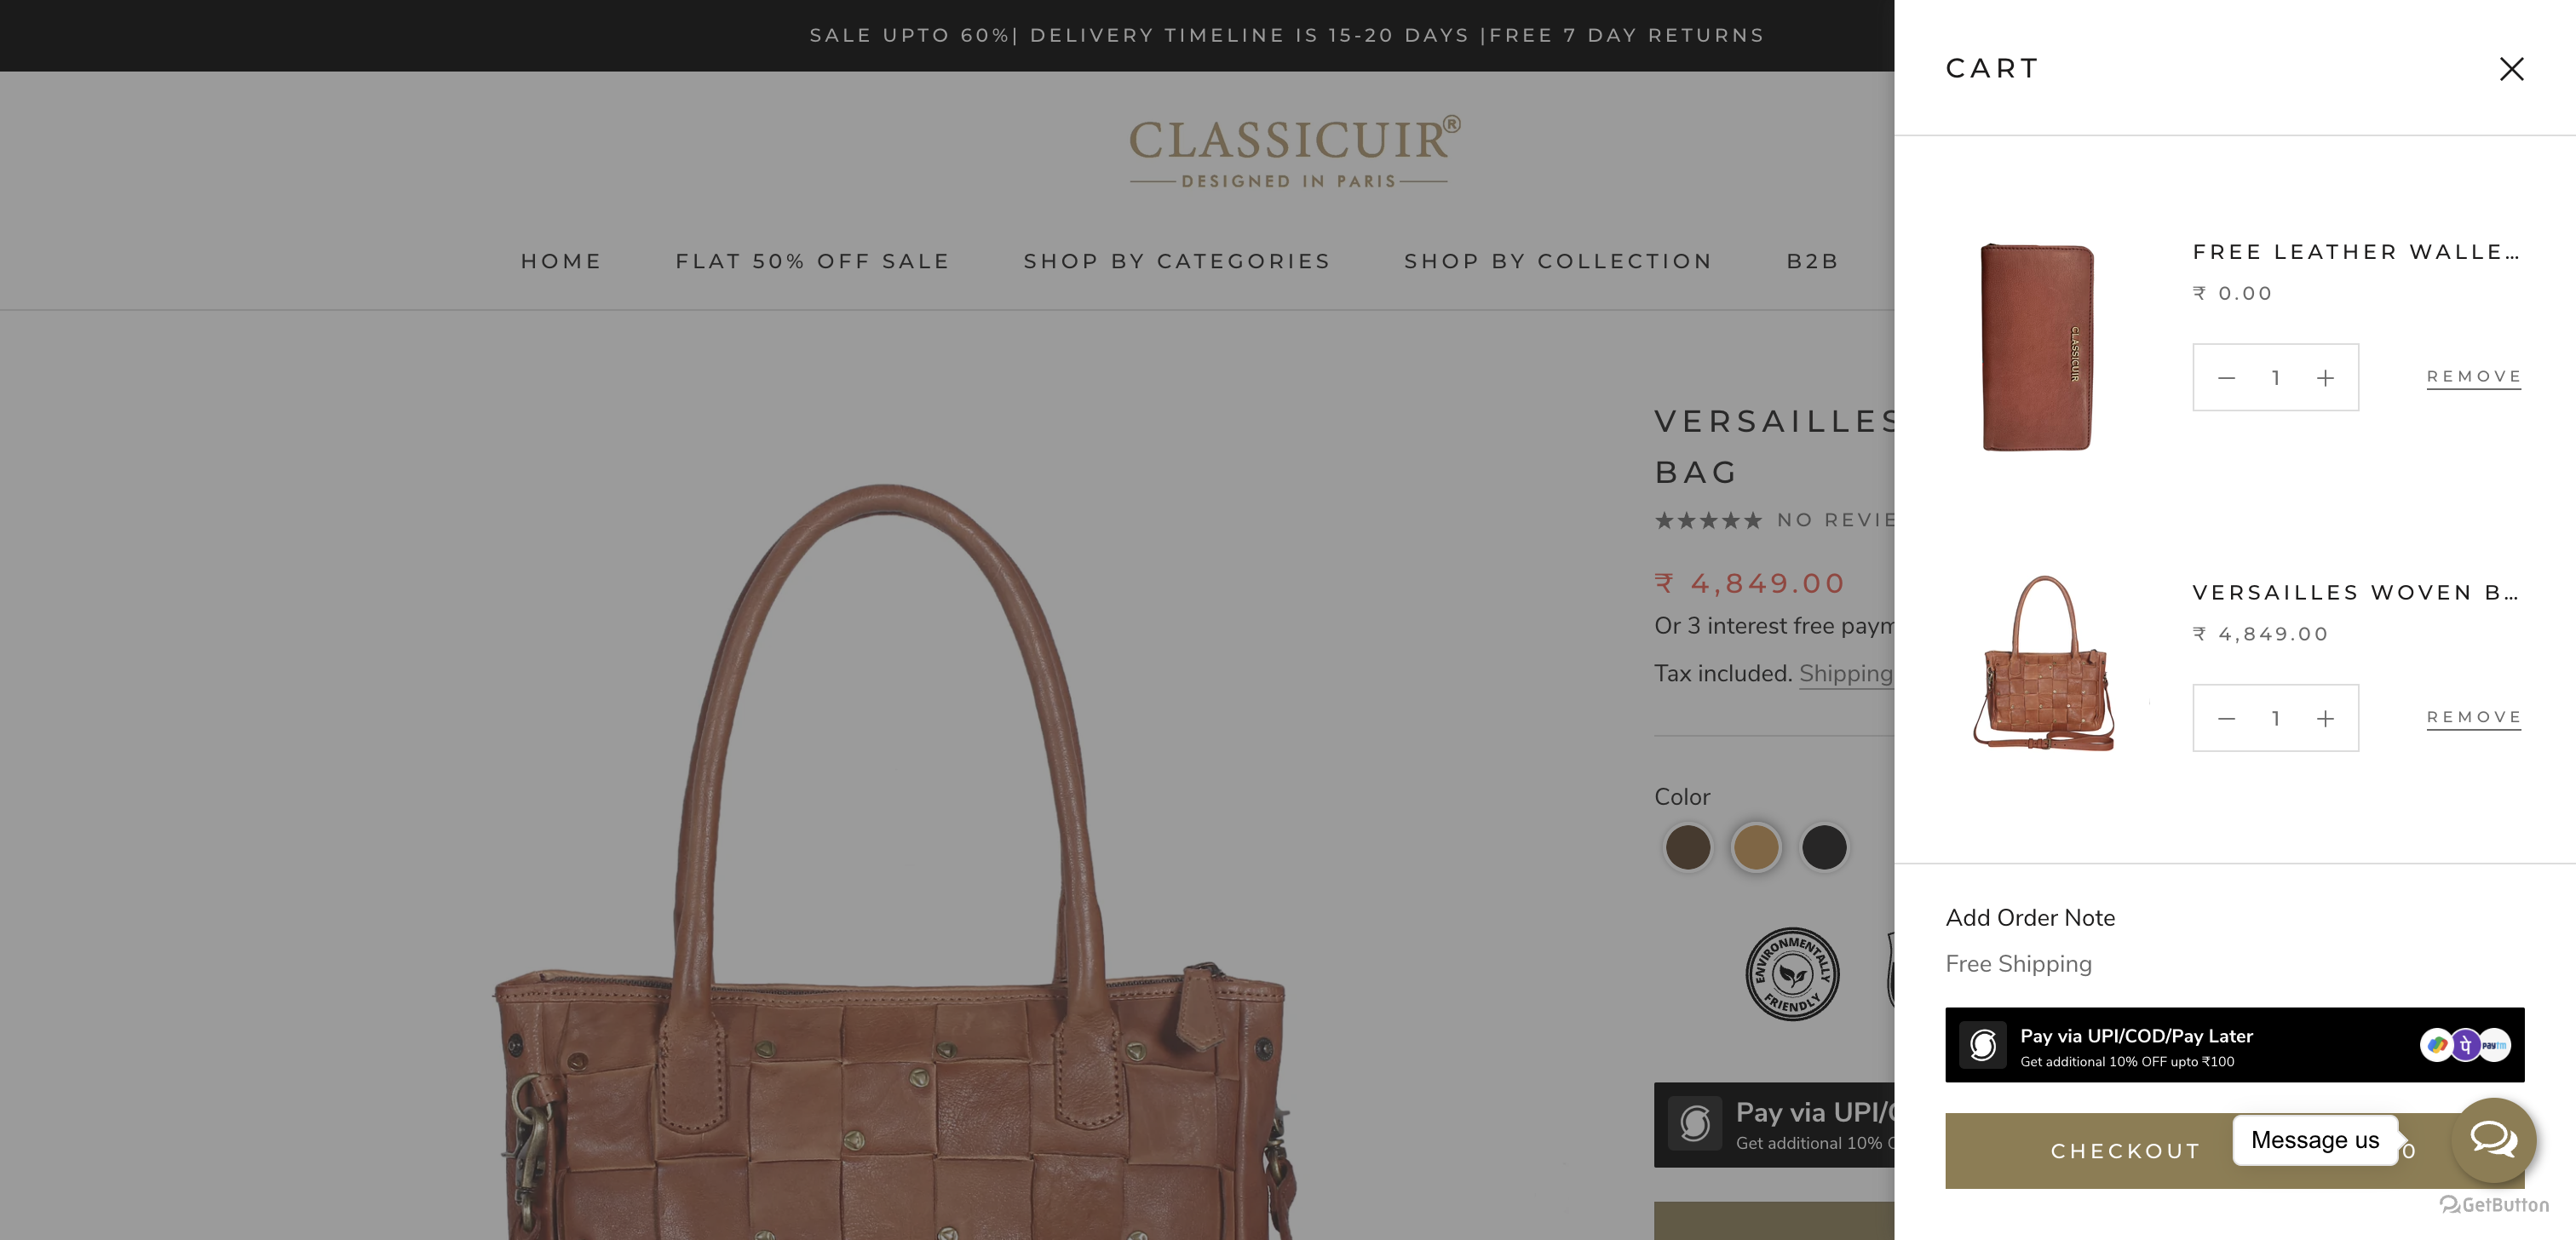 SALE UPTO 60%| DELIVERY TIMELINE IS 15-20 DAYS |FREE 7 DAY RETURNS
CLASSICUIR®
DESIGNED IN PARIS
HOME
FLAT 50% OFF SALE
SHOP BY CATEGORIES
SHOP BY COLLECTION
B2B
VERSAILLES
BAG
NO REVIE
₹ 4,849.00
Or 3 interest free paym
Tax included. Shipping
Color
ENVIRONMENTALLY
FRIENDLY
Pay via UPI/
Get additional 10%
CART
CLASSICUIR
FREE LEATHER WALLE...
₹ 0.00
1
REMOVE
VERSAILLES WOVEN B...
₹ 4,849.00
1
REMOVE
Add Order Note
Free Shipping
Pay via UPI/COD/Pay Later
Get additional 10% OFF upto ₹100
पे
Paytm
CHECKOUT
Message us
0
GetButton